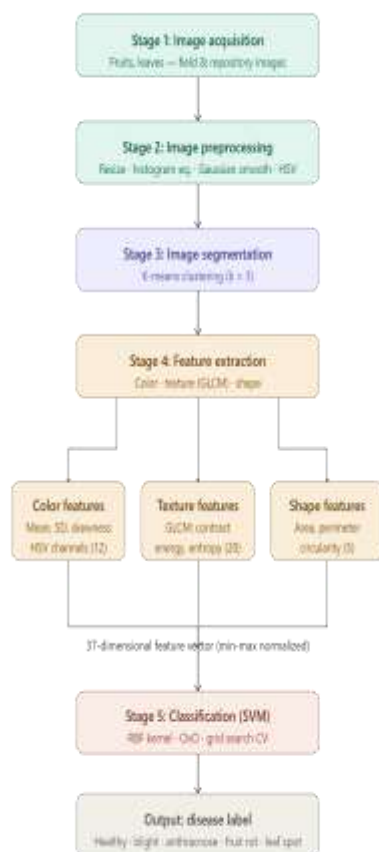 Stage 1: Image acquisition
Fruits, leaves — field & repository images
Stage 2: Image preprocessing
Resize · histogram eq. · Gaussian smooth · HSV
Stage 3: Image segmentation
K-means clustering (k = 3)
Stage 4: Feature extraction
Color · texture (GLCM) · shape
Color features
Mean, SD, skewness
HSV channels (12)
Texture features
GLCM contrast
energy, entropy (20)
Shape features
Area, perimeter
circularity (5)
37-dimensional feature vector (min-max normalized)
Stage 5: Classification (SVM)
RBF kernel · OvO · grid search CV
Output: disease label
Healthy · blight · anthracnose · fruit rot · leaf spot